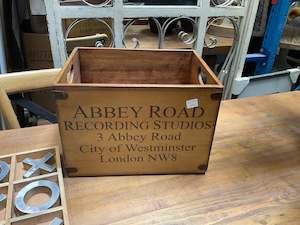 ABBEY ROAD
RECORDING STUDIOS
3 Abbey Road
City of Westminster
London NW8